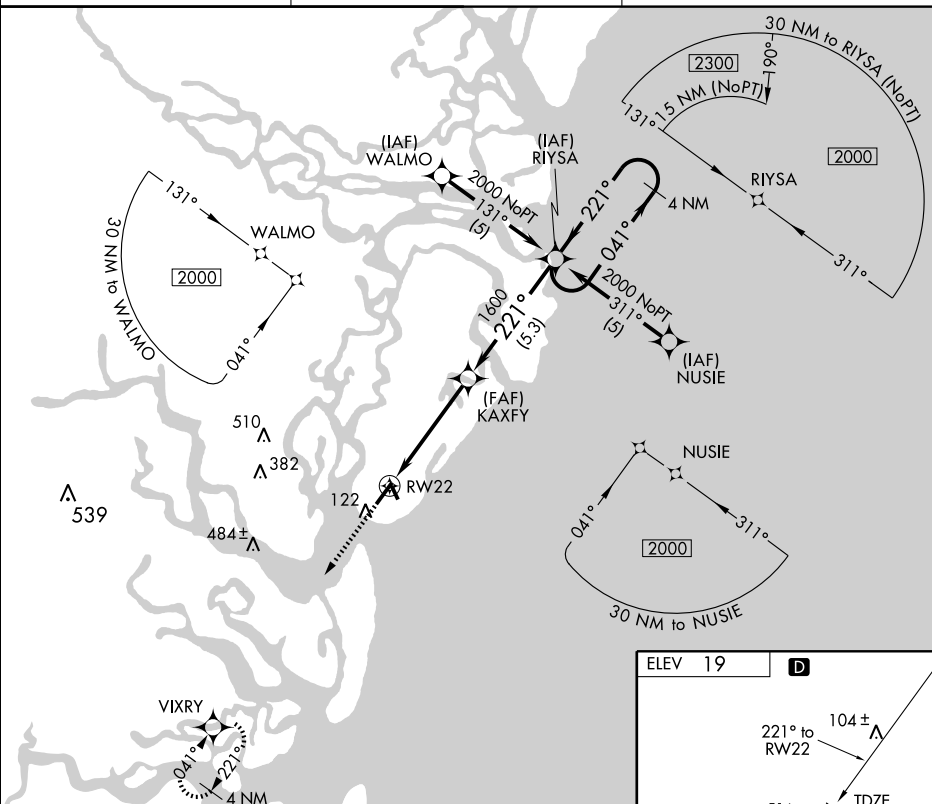 30 NM to RIYSA (NoPT)
2300
190°
15 NM (NoPT)
131°
2000
RIYSA
311°
(IAF)
WALMO
(IAF)
RIYSA
2000 NoPT
131°
(5)
221°
041°
4 NM
2000 NoPT
311°
(5)
(IAF)
NUSIE
131°
WALMO
2000
30 NM to WALMO
041°
1600
221°
(5.3)
(FAF)
KAXFY
510
382
539
484±
122
RW22
NUSIE
041°
311°
2000
30 NM to NUSIE
ELEV 19
D
104±
221° to
RW22
TDZE
VIXRY
041°
221°
4 NM